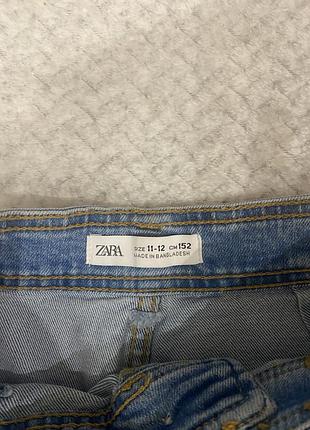 ZARA
SIZE 11-12 CM 152
MADE IN BANGLADESH